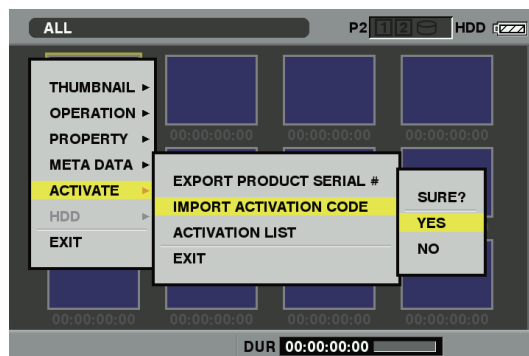 ALL
P2 1 2 HDD
THUMBNAIL
OPERATION
PROPERTY
META DATA
ACTIVATE
HDD
EXIT
EXPORT PRODUCT SERIAL #
IMPORT ACTIVATION CODE
ACTIVATION LIST
EXIT
SURE?
YES
NO
00:00:00:00 00:00:00:00 00:00:00:00
00:00:00:00 00:00:00:00 00:00:00:00 00:00:00:00
DUR 00:00:00:00